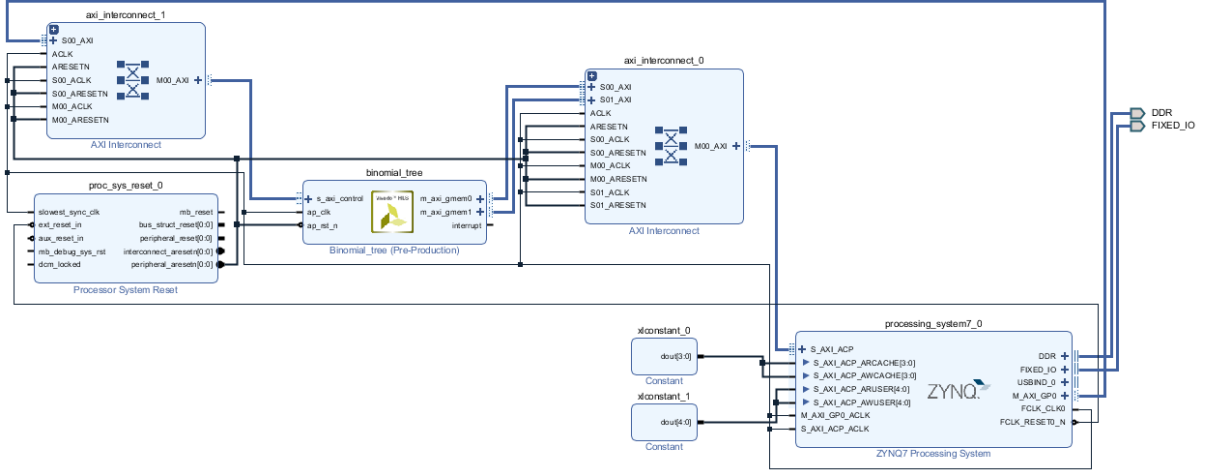 axi_interconnect_1
S00_AXI
ACLK
ARESETN
S00_ACLK
M00_AXI
S00_ARESETN
M00_ACLK
M00_ARESETN
AXI Interconnect
axi_interconnect_0
S00_AXI
S01_AXI
ACLK
ARESETN
S00_ACLK
M00_AXI
S00_ARESETN
M00_ACLK
M00_ARESETN
S01_ACLK
S01_ARESETN
AXI Interconnect
DDR
FIXED_IO
proc_sys_reset_0
slowest_sync_clk mb_reset
ext_reset_in bus_struct_reset[0:0]
aux_reset_in peripheral_reset[0:0]
mb_debug_sys_rst interconnect_aresetn[0:0]
dcm_locked peripheral_aresetn[0:0]
Processor System Reset
binomial_tree
s_axi_control m_axi_gmem0
ap_clk m_axi_gmem1
ap_rst_n interrupt
Binomial_tree (Pre-Production)
xlconstant_0
dout[3:0]
Constant
xlconstant_1
dout[4:0]
Constant
processing_system7_0
S_AXI_ACP
S_AXI_ACP_ARCACHE[3:0] DDR
S_AXI_ACP_AWCACHE[3:0] FIXED_IO
S_AXI_ACP_ARUSER[4:0] USBIND_0
S_AXI_ACP_AWUSER[4:0] M_AXI_GP0
M_AXI_GP0_ACLK FCLK_CLK0
S_AXI_ACP_ACLK FCLK_RESET0_N
ZYNQ
ZYNQ7 Processing System